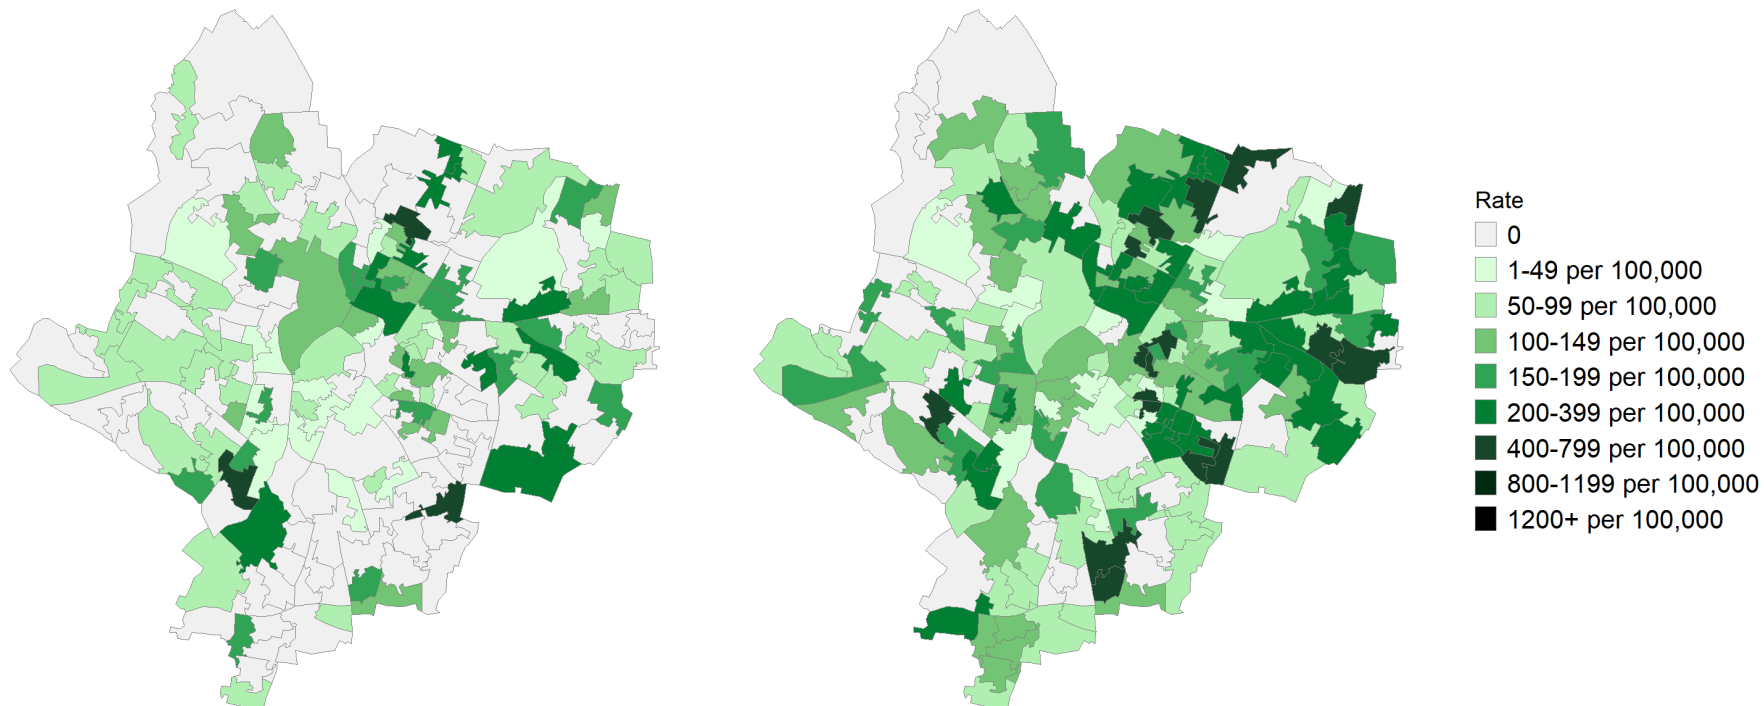 Rate
0
1-49 per 100,000
50-99 per 100,000
100-149 per 100,000
150-199 per 100,000
200-399 per 100,000
400-799 per 100,000
800-1199 per 100,000
1200+ per 100,000